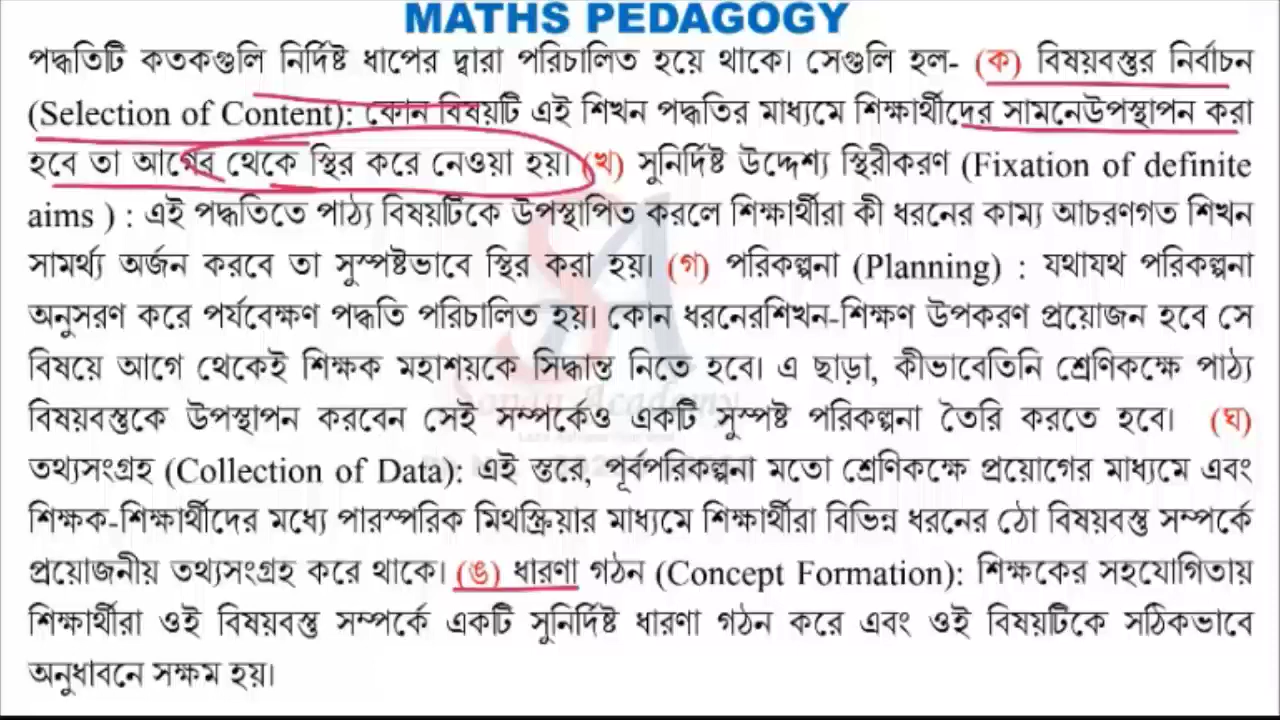 MATHS PEDAGOGY
পদ্ধতিটি কতকগুলি নির্দিষ্ট ধাপের দ্বারা পরিচালিত হয়ে থাকে। সেগুলি হল- (ক) বিষয়বস্তুর নির্বাচন
(Selection of Content): কোন বিষয়টি এই শিখন পদ্ধতির মাধ্যমে শিক্ষার্থীদের সামনেউপস্থাপন করা
হবে তা আগের থেকে স্থির করে নেওয়া হয়। (খ) সুনির্দিষ্ট উদ্দেশ্য স্থিরীকরণ (Fixation of definite
aims ) : এই পদ্ধতিতে পাঠ্য বিষয়টিকে উপস্থাপিত করলে শিক্ষার্থীরা কী ধরনের কাম্য আচরণগত শিখন
সামর্থ্য অর্জন করবে তা সুস্পষ্টভাবে স্থির করা হয়। (গ) পরিকল্পনা (Planning) : যথাযথ পরিকল্পনা
অনুসরণ করে পর্যবেক্ষণ পদ্ধতি পরিচালিত হয়। কোন ধরনেরশিখন-শিক্ষণ উপকরণ প্রয়োজন হবে সে
বিষয়ে আগে থেকেই শিক্ষক মহাশয়কে সিদ্ধান্ত নিতে হবে। এ ছাড়া, কীভাবেতিনি শ্রেণিকক্ষে পাঠ্য
বিষয়বস্তুকে উপস্থাপন করবেন সেই সম্পর্কেও একটি সুস্পষ্ট পরিকল্পনা তৈরি করতে হবে। (ঘ)
তথ্যসংগ্রহ (Collection of Data): এই স্তরে, পূর্বপরিকল্পনা মতো শ্রেণিকক্ষে প্রয়োগের মাধ্যমে এবং
শিক্ষক-শিক্ষার্থীদের মধ্যে পারস্পরিক মিথস্ক্রিয়ার মাধ্যমে শিক্ষার্থীরা বিভিন্ন ধরনের ঠো বিষয়বস্তু সম্পর্কে
প্রয়োজনীয় তথ্যসংগ্রহ করে থাকে। (ঙ) ধারণা গঠন (Concept Formation): শিক্ষকের সহযোগিতায়
শিক্ষার্থীরা ওই বিষয়বস্তু সম্পর্কে একটি সুনির্দিষ্ট ধারণা গঠন করে এবং ওই বিষয়টিকে সঠিকভাবে
অনুধাবনে সক্ষম হয়।